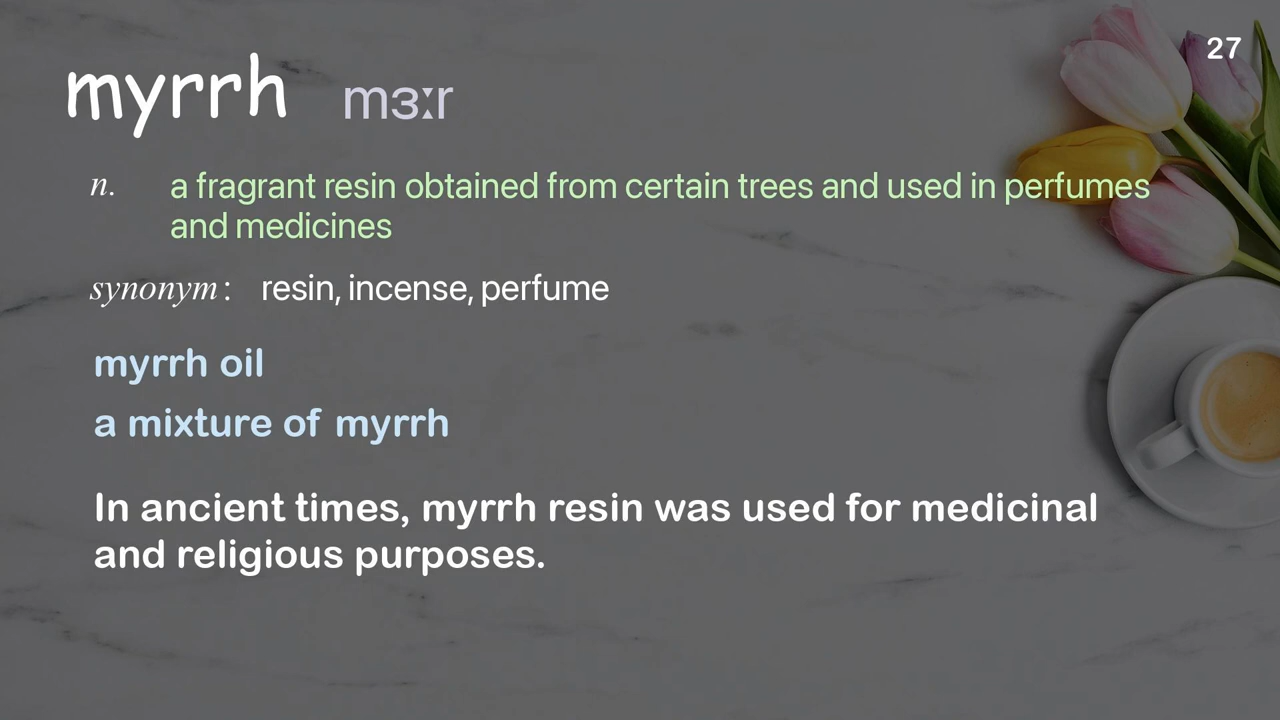 27
myrrh mɜːr
n. a fragrant resin obtained from certain trees and used in perfumes
and medicines
synonym: resin, incense, perfume
myrrh oil
a mixture of myrrh
In ancient times, myrrh resin was used for medicinal
and religious purposes.